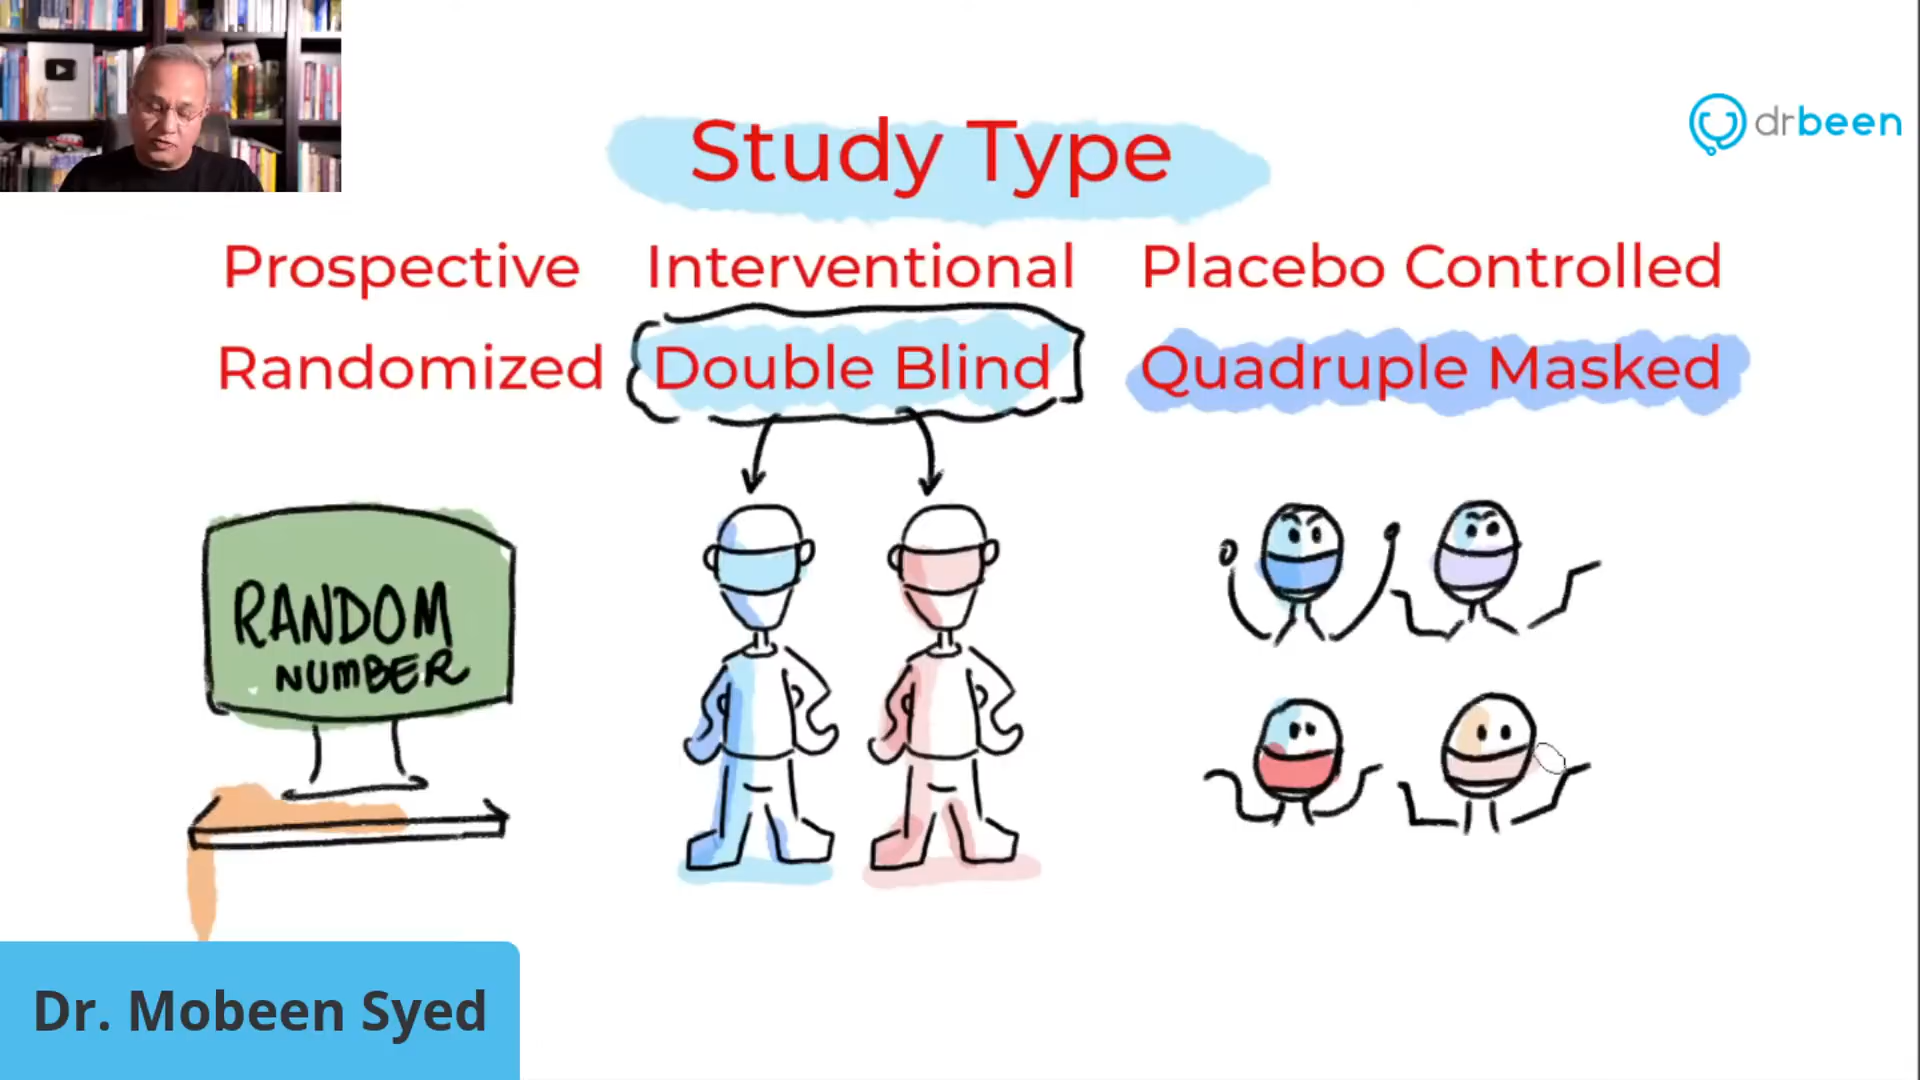 Study Type
drbeen
Prospective Interventional Placebo Controlled
Randomized Double Blind Quadruple Masked
RANDOM
NUMBER
Dr. Mobeen Syed